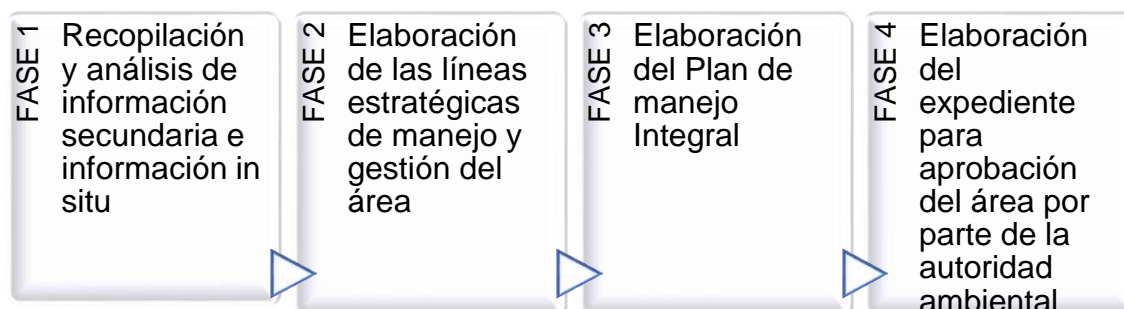 FASE 1
Recopilación
y análisis de
información
secundaria e
información in
situ
FASE 2
Elaboración
de las líneas
estratégicas
de manejo y
gestión del
área
FASE 3
Elaboración
del Plan de
manejo
Integral
FASE 4
Elaboración
del
expediente
para
aprobación
del área por
parte de la
autoridad
ambiental